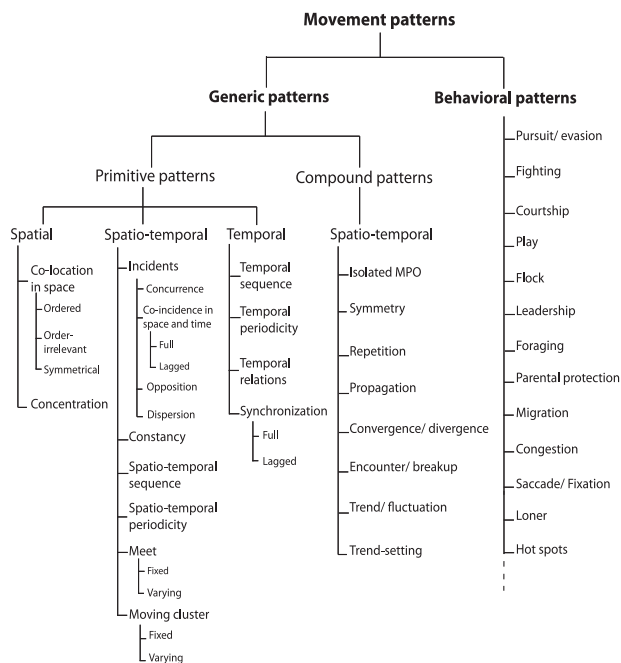 Movement patterns
Generic patterns
Behavioral patterns
Primitive patterns
Compound patterns
Spatial
Co-location
in space
Ordered
Order-
irrelevant
Symmetrical
Concentration
Spatio-temporal
Incidents
Concurrence
Co-incidence in
space and time
Full
Lagged
Opposition
Dispersion
Constancy
Spatio-temporal
sequence
Spatio-temporal
periodicity
Meet
Fixed
Varying
Moving cluster
Fixed
Varying
Temporal
Temporal
sequence
Temporal
periodicity
Temporal
relations
Synchronization
Full
Lagged
Spatio-temporal
Isolated MPO
Symmetry
Repetition
Propagation
Convergence/ divergence
Encounter/ breakup
Trend/ fluctuation
Trend-setting
Pursuit/ evasion
Fighting
Courtship
Play
Flock
Leadership
Foraging
Parental protection
Migration
Congestion
Saccade/ Fixation
Loner
Hot spots